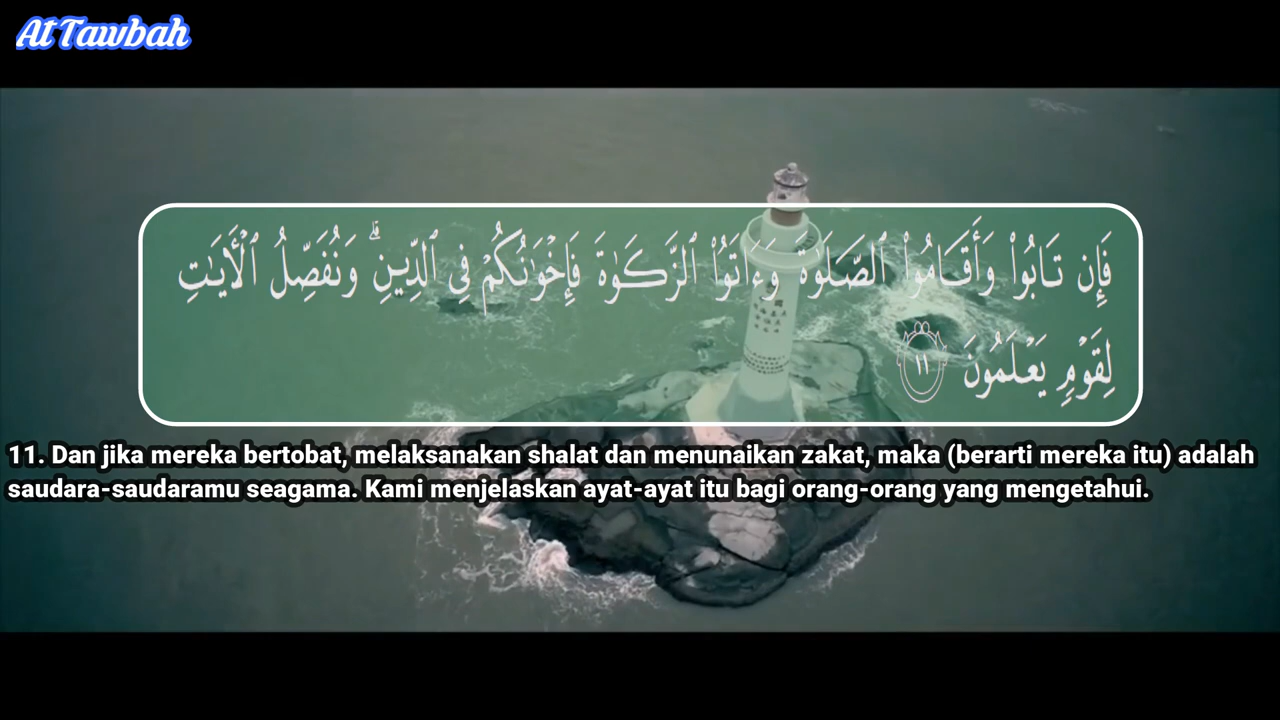 At Tawbah
فَإِن تَابُوا۟ وَأَقَامُوا۟ ٱلصَّلَوٰةَ وَءَاتَوُا۟ ٱلزَّكَوٰةَ فَإِخْوَٰنُكُمْ فِى ٱلدِّينِ ۗ وَنُفَصِّلُ ٱلْـَٔايَـٰتِ
لِقَوْمٍ يَعْلَمُونَ ١١
11. Dan jika mereka bertobat, melaksanakan shalat dan menunaikan zakat, maka (berarti mereka itu) adalah
saudara-saudaramu seagama. Kami menjelaskan ayat-ayat itu bagi orang-orang yang mengetahui.